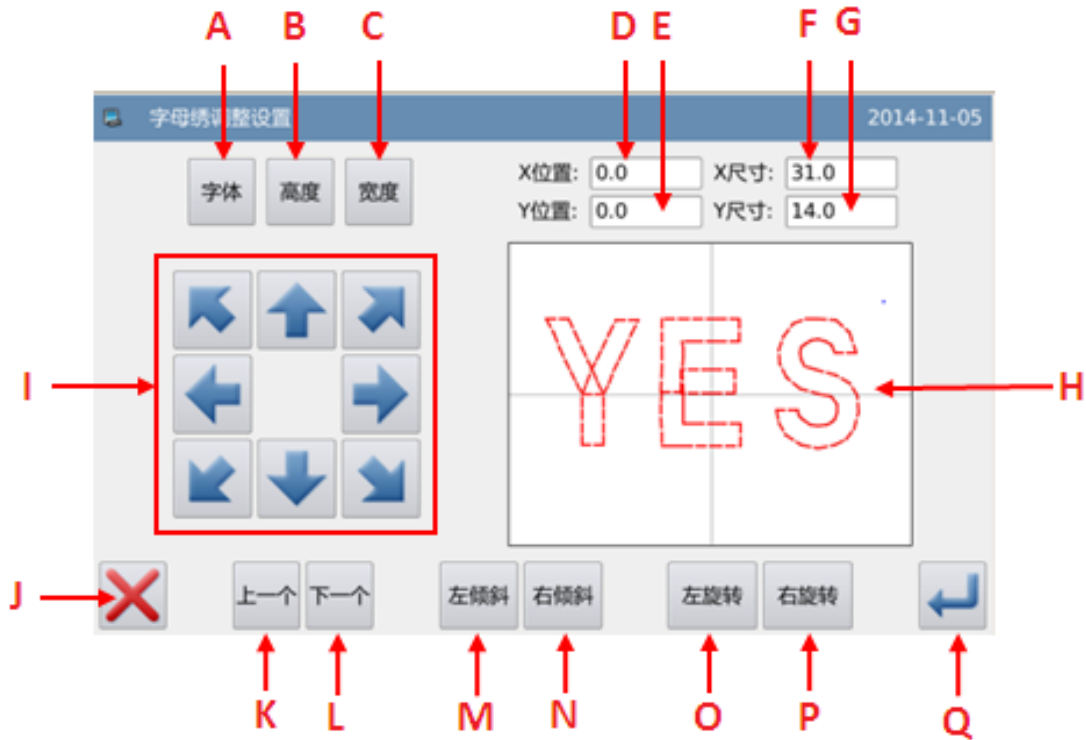 A B C D E F G
字母绣调整设置 2014-11-05
字体 高度 宽度
X位置: 0.0 X尺寸: 31.0
Y位置: 0.0 Y尺寸: 14.0
I
YES
H
J
上一个 下一个 左倾斜 右倾斜 左旋转 右旋转
K L M N O P Q